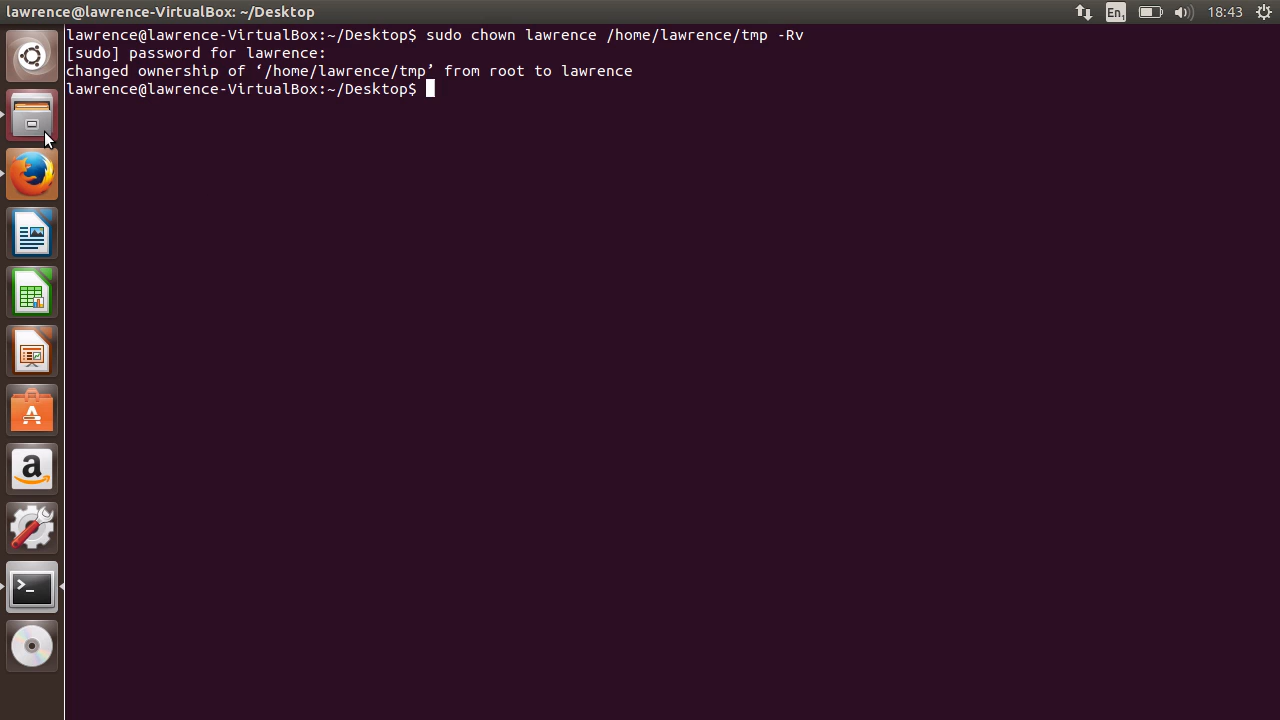 lawrence@lawrence-VirtualBox: ~/Desktop
En1
18:43
lawrence@lawrence-VirtualBox:~/Desktop$ sudo chown lawrence /home/lawrence/tmp -Rv
[sudo] password for lawrence:
changed ownership of ‘/home/lawrence/tmp’ from root to lawrence
lawrence@lawrence-VirtualBox:~/Desktop$
A
a
>_